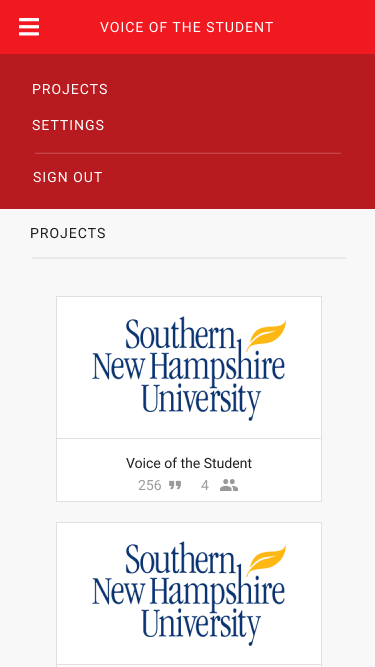 VOICE OF THE STUDENT
PROJECTS
SETTINGS
SIGN OUT
PROJECTS
Southern
New Hampshire
University
Voice of the Student
256 4
Southern
New Hampshire
University